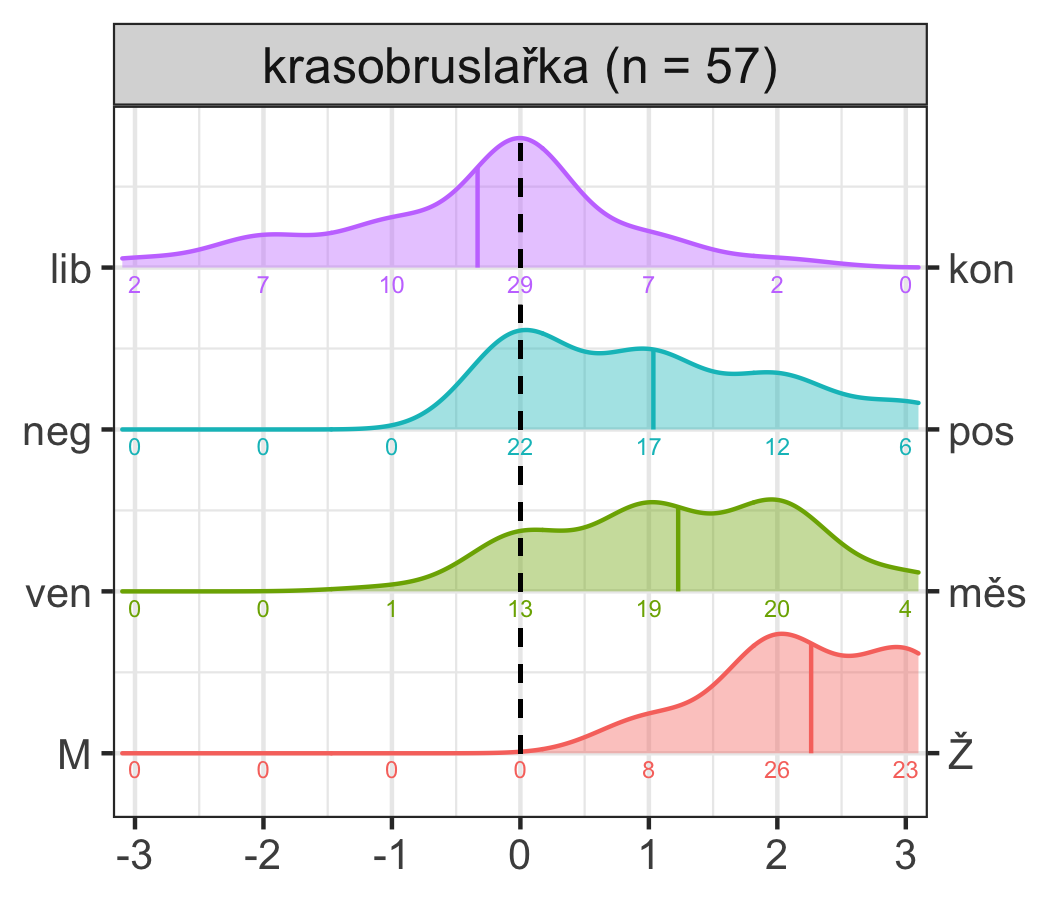 krasobruslařka (n = 57)
lib kon
2 7 10 29 7 2 0
neg pos
0 0 0 22 17 12 6
ven měs
0 0 1 13 19 20 4
M Ž
0 0 0 0 8 26 23
-3 -2 -1 0 1 2 3